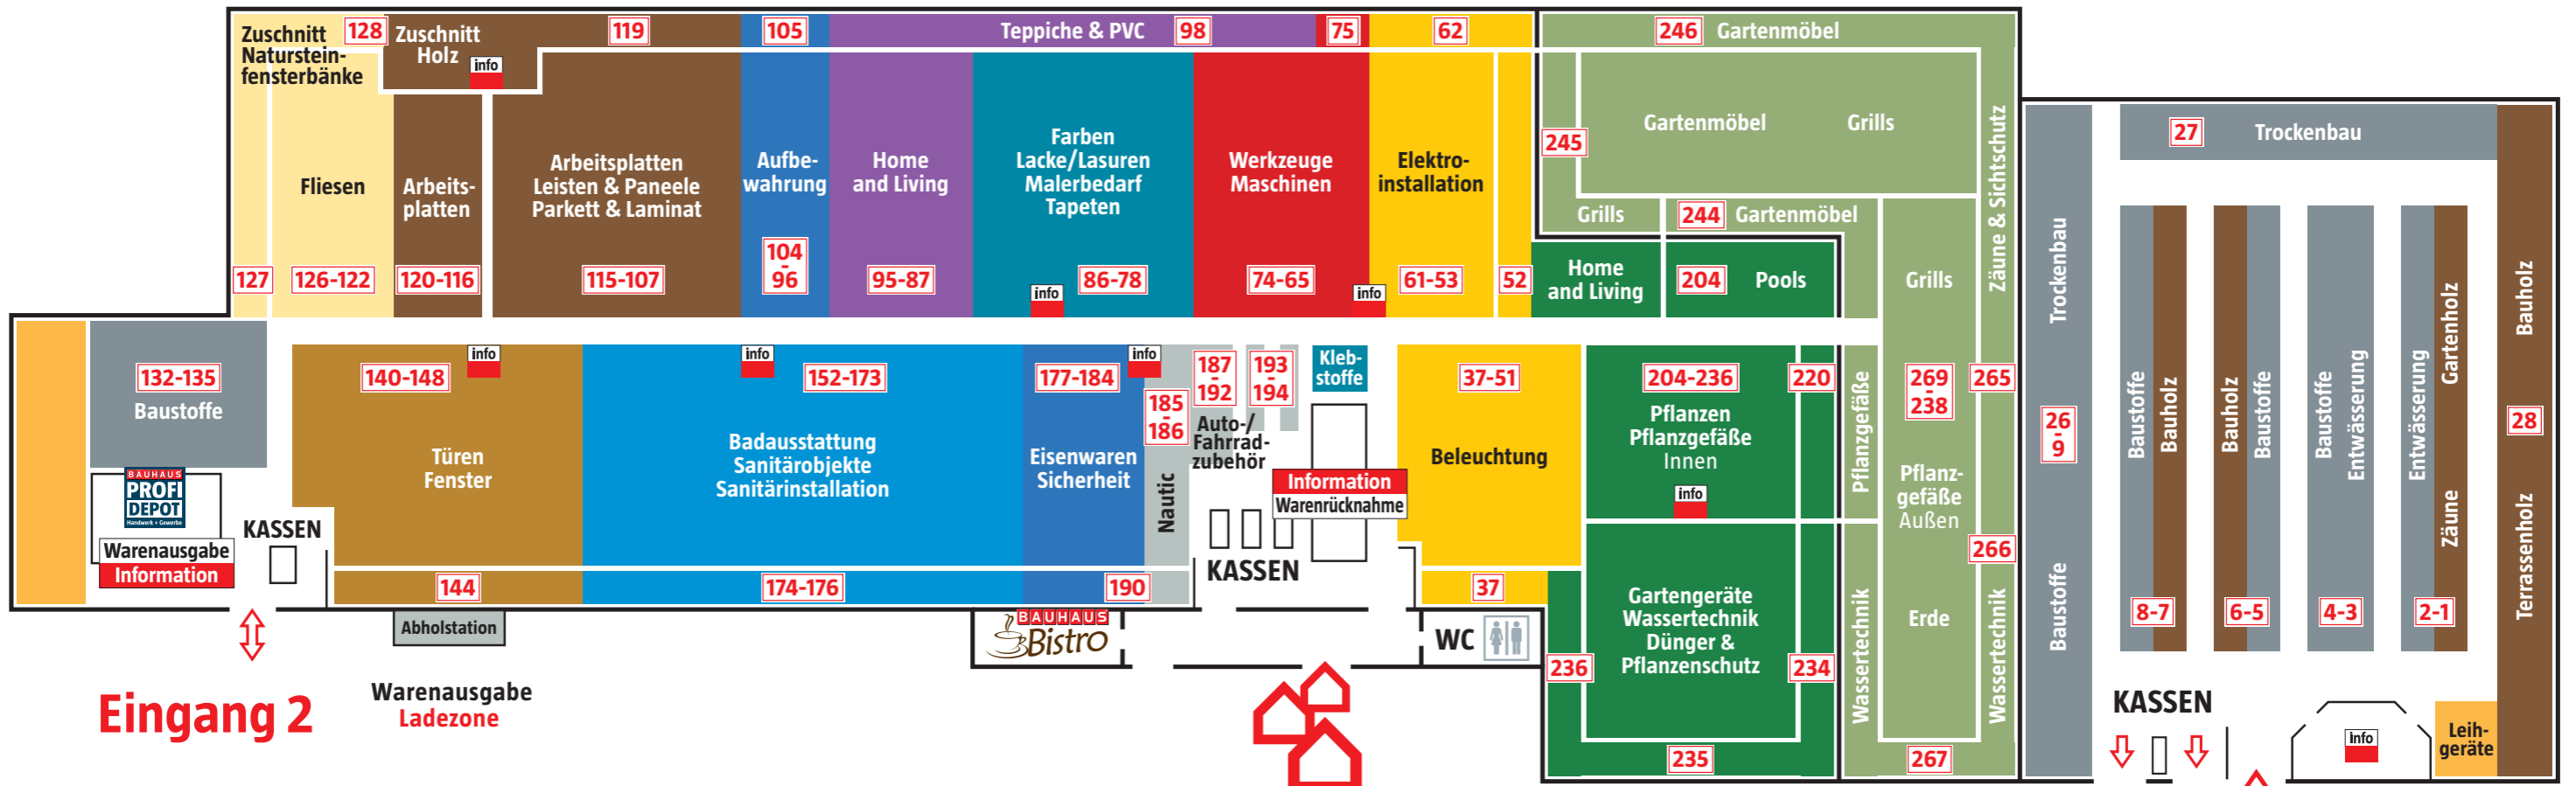 Zuschnitt
Naturstein-
fensterbänke
128
Zuschnitt
Holz
info
119
105
Teppiche & PVC
98
75
62
246
Gartenmöbel
Fliesen
127
126-122
Arbeits-
platten
120-116
Arbeitsplatten
Leisten & Paneele
Parkett & Laminat
115-107
Aufbe-
wahrung
104
-
96
Home
and Living
95-87
Farben
Lacke/Lasuren
Malerbedarf
Tapeten
info
86-78
Werkzeuge
Maschinen
74-65
info
Elektro-
installation
61-53
52
245
Gartenmöbel
Grills
Grills
244
Gartenmöbel
Home
and Living
204
Pools
Grills
Zäune & Sichtschutz
Trockenbau
26
-
9
Baustoffe
27
Trockenbau
Baustoffe
Bauholz
8-7
Bauholz
Baustoffe
6-5
Baustoffe
Entwässerung
4-3
Entwässerung
Gartenholz
Zäune
2-1
Bauholz
28
Terrassenholz
132-135
Baustoffe
BAUHAUS
PROFI
DEPOT
Handwerk + Gewerbe
Warenausgabe
Information
KASSEN
140-148
info
Türen
Fenster
144
info
152-173
Badausstattung
Sanitärobjekte
Sanitärinstallation
174-176
177-184
info
Eisenwaren
Sicherheit
190
185
-
186
Nautic
187
-
192
193
-
194
Auto-/
Fahrrad-
zubehör
Kleb-
stoffe
Information
Warenrücknahme
KASSEN
37-51
Beleuchtung
37
204-236
Pflanzen
Pflanzgefäße
Innen
info
220
Gartengeräte
Wassertechnik
Dünger &
Pflanzenschutz
236
234
235
Pflanzgefäße
Wassertechnik
269
-
238
Pflanz-
gefäße
Außen
Erde
265
266
Wassertechnik
267
Abholstation
BAUHAUS
Bistro
WC
Eingang 2
Warenausgabe
Ladezone
KASSEN
info
Leih-
geräte